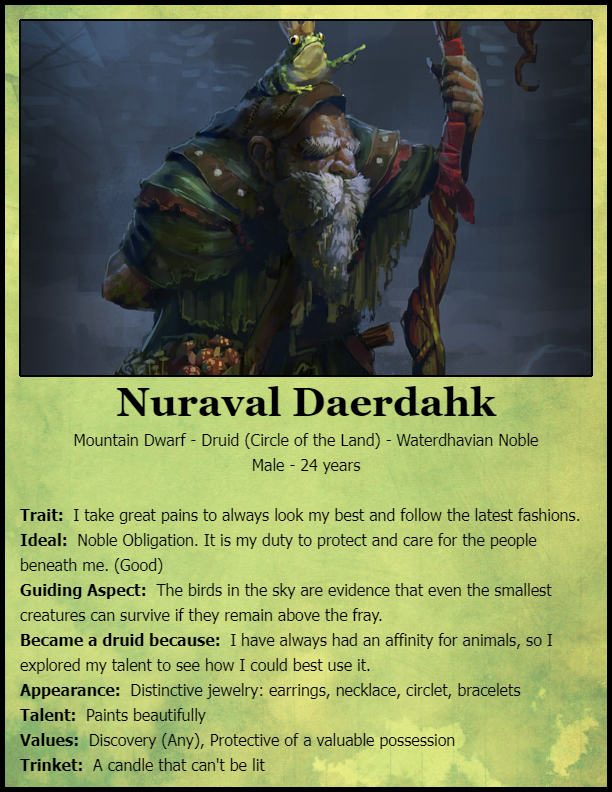 Nuraval Daerdahk
Mountain Dwarf - Druid (Circle of the Land) - Waterdhavian Noble
Male - 24 years
Trait: I take great pains to always look my best and follow the latest fashions.
Ideal: Noble Obligation. It is my duty to protect and care for the people
beneath me. (Good)
Guiding Aspect: The birds in the sky are evidence that even the smallest
creatures can survive if they remain above the fray.
Became a druid because: I have always had an affinity for animals, so I
explored my talent to see how I could best use it.
Appearance: Distinctive jewelry: earrings, necklace, circlet, bracelets
Talent: Paints beautifully
Values: Discovery (Any), Protective of a valuable possession
Trinket: A candle that can't be lit